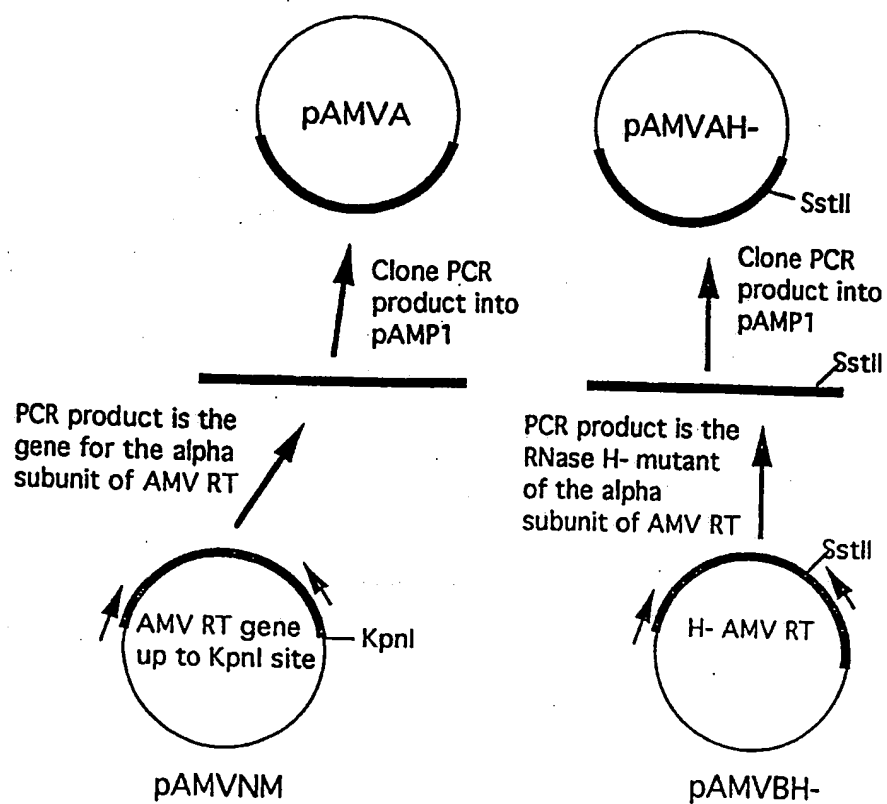 pAMVA
pAMVAH-
SstII
Clone PCR
product into
pAMP1
Clone PCR
product into
pAMP1
SstII
PCR product is the
gene for the alpha
subunit of AMV RT
PCR product is the
RNase H- mutant
of the alpha
subunit of AMV RT
SstII
AMV RT gene
up to KpnI site
KpnI
H- AMV RT
pAMVNM
pAMVBH-